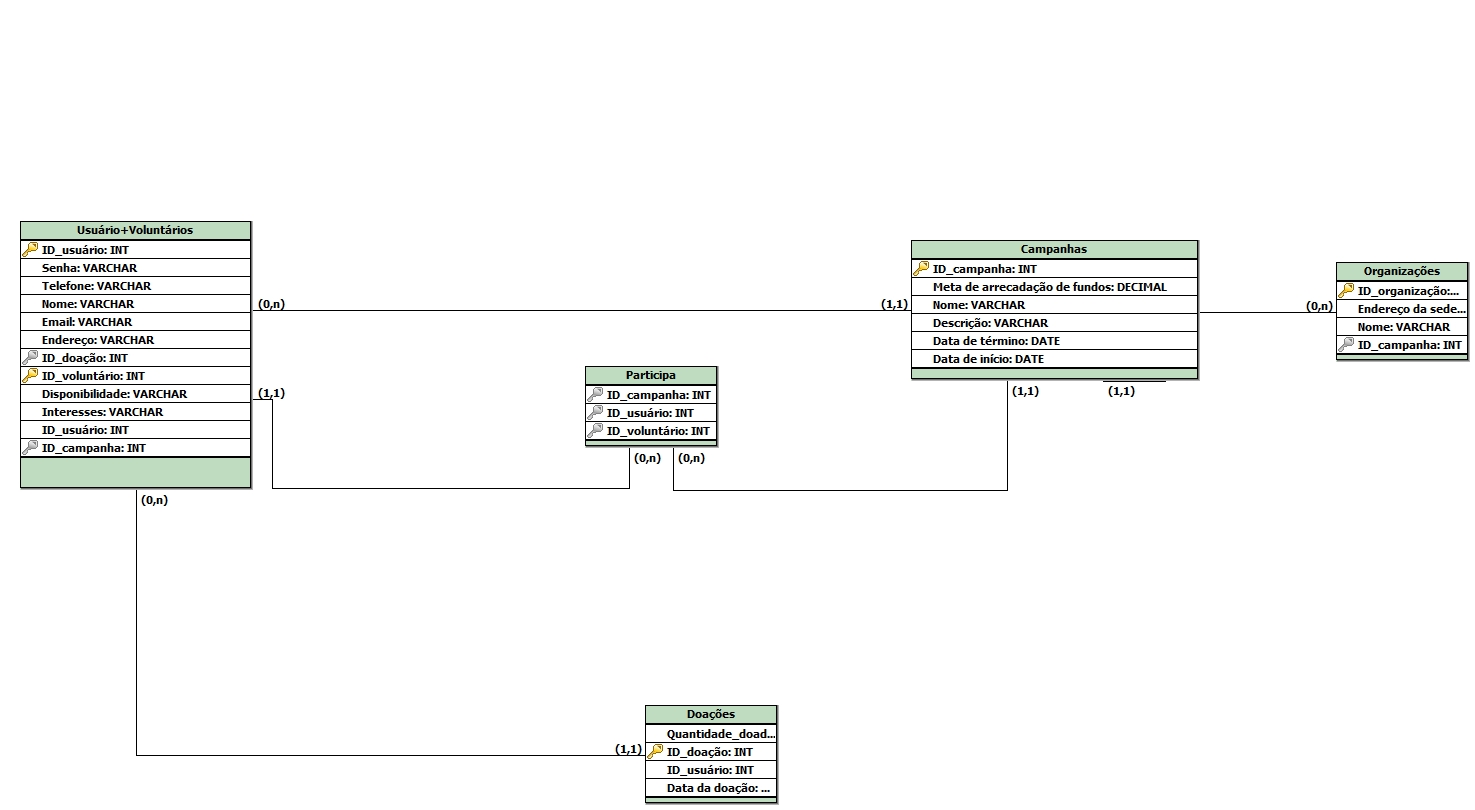 Usuário+Voluntários
ID_usuário: INT
Senha: VARCHAR
Telefone: VARCHAR
Nome: VARCHAR
Email: VARCHAR
Endereço: VARCHAR
ID_doação: INT
ID_voluntário: INT
Disponibilidade: VARCHAR
Interesses: VARCHAR
ID_usuário: INT
ID_campanha: INT
(0,n)
(1,1)
(0,n)
Participa
ID_campanha: INT
ID_usuário: INT
ID_voluntário: INT
(0,n)
(0,n)
(1,1)
Campanhas
ID_campanha: INT
Meta de arrecadação de fundos: DECIMAL
Nome: VARCHAR
Descrição: VARCHAR
Data de término: DATE
Data de início: DATE
(1,1)
(1,1)
(0,n)
Organizações
ID_organização:...
Endereço da sede...
Nome: VARCHAR
ID_campanha: INT
(1,1)
Doações
Quantidade_doad...
ID_doação: INT
ID_usuário: INT
Data da doação: ...